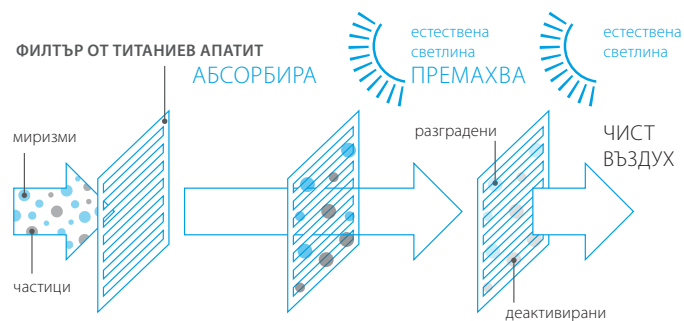 ФИЛТЪР ОТ ТИТАНИЕВ АПАТИТ
АБСОРБИРА
естествена
светлина
ПРЕМАХВА
естествена
светлина
миризми
разградени
ЧИСТ
ВЪЗДУХ
частици
деактивирани